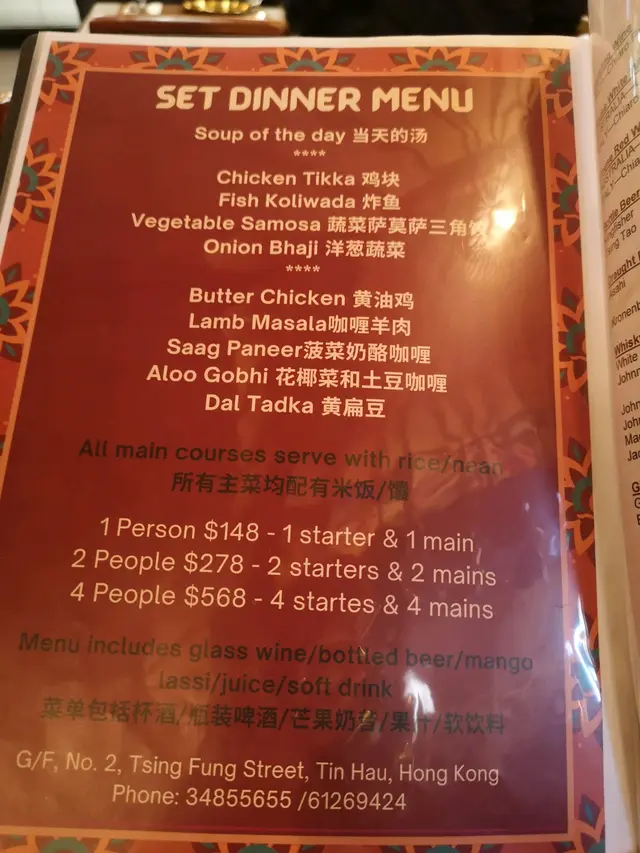 SET DINNER MENU
Soup of the day 当天的汤
****
Chicken Tikka 鸡块
Fish Koliwada 炸鱼
Vegetable Samosa 蔬菜萨莫萨三角饺
Onion Bhaji 洋葱蔬菜
****
Butter Chicken 黄油鸡
Lamb Masala咖喱羊肉
Saag Paneer菠菜奶酪咖喱
Aloo Gobhi 花椰菜和土豆咖喱
Dal Tadka 黄扁豆
All main courses serve with rice/naan
所有主菜均配有米饭/馕
1 Person $148 - 1 starter & 1 main
2 People $278 - 2 starters & 2 mains
4 People $568 - 4 startes & 4 mains
Menu includes glass wine/bottled beer/mango
lassi/juice/soft drink
菜单包括杯酒/瓶装啤酒/芒果奶昔/果汁/软饮料
G/F, No. 2, Tsing Fung Street, Tin Hau, Hong Kong
Phone: 34855655 /61269424
Asahi
Whisky
White